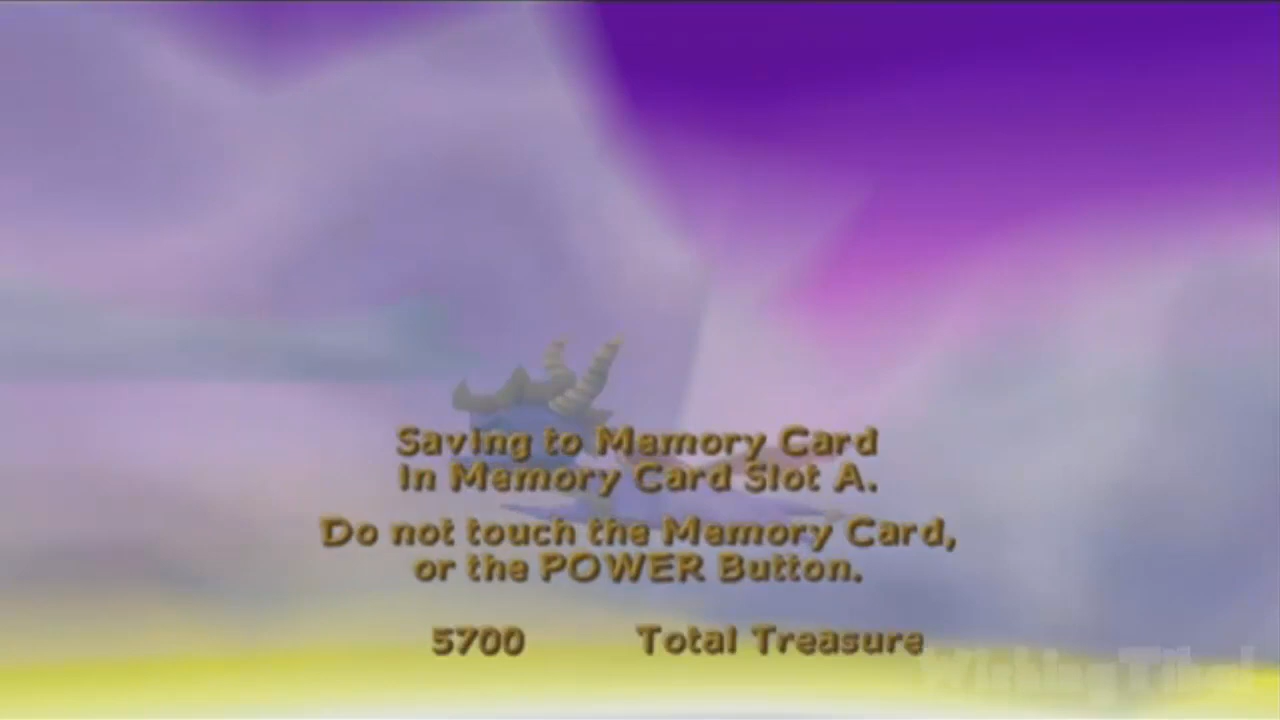 Saving to Memory Card
in Memory Card Slot A.
Do not touch the Memory Card,
or the POWER Button.
5700 Total Treasure